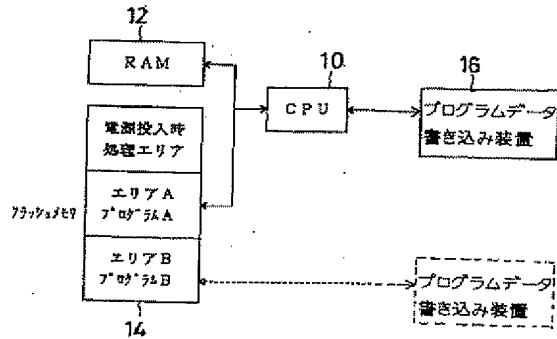 12
RAM
10
CPU
16
プログラムデータ
書き込み装置
電源投入時
処理エリア
フラッシュメモリ
エリアA
プログラムA
エリアB
プログラムB
14
プログラムデータ
書き込み装置